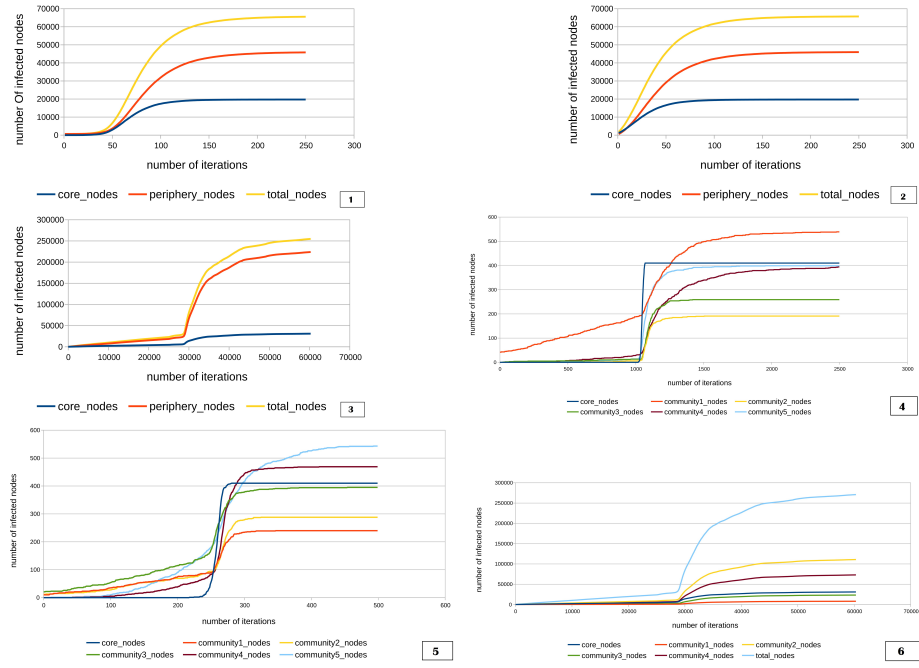 70000
60000
50000
40000
30000
20000
10000
0
number Of infected nodes
0 50 100 150 200 250 300
number of iterations
core_nodes periphery_nodes total_nodes
1
70000
60000
50000
40000
30000
20000
10000
0
number of infected nodes
0 50 100 150 200 250 300
number of iterations
core_nodes periphery_nodes total_nodes
2
300000
250000
200000
150000
100000
50000
0
number of infected nodes
0 10000 20000 30000 40000 50000 60000 70000
number of iterations
core_nodes periphery_nodes total_nodes
3
600
500
400
300
200
100
0
number of infected nodes
0 500 1000 1500 2000 2500 3000
number of iterations
core_nodes community1_nodes community2_nodes
community3_nodes community4_nodes community5_nodes
4
600
500
400
300
200
100
0
number of infected nodes
0 100 200 300 400 500 600
number of iterations
core_nodes community1_nodes community2_nodes
community3_nodes community4_nodes community5_nodes
5
300000
250000
200000
150000
100000
50000
0
number of infected nodes
0 10000 20000 30000 40000 50000 60000 70000
number of iterations
core_nodes community1_nodes community2_nodes
community3_nodes community4_nodes total_nodes
6